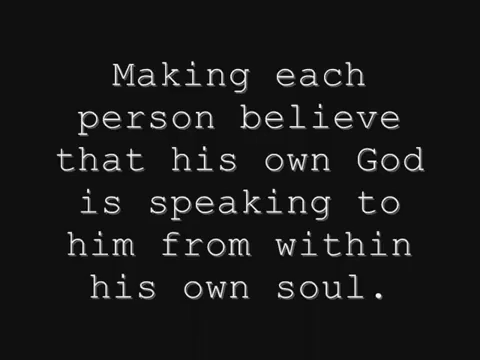 Making each
person believe
that his own God
is speaking to
him from within
his own soul.